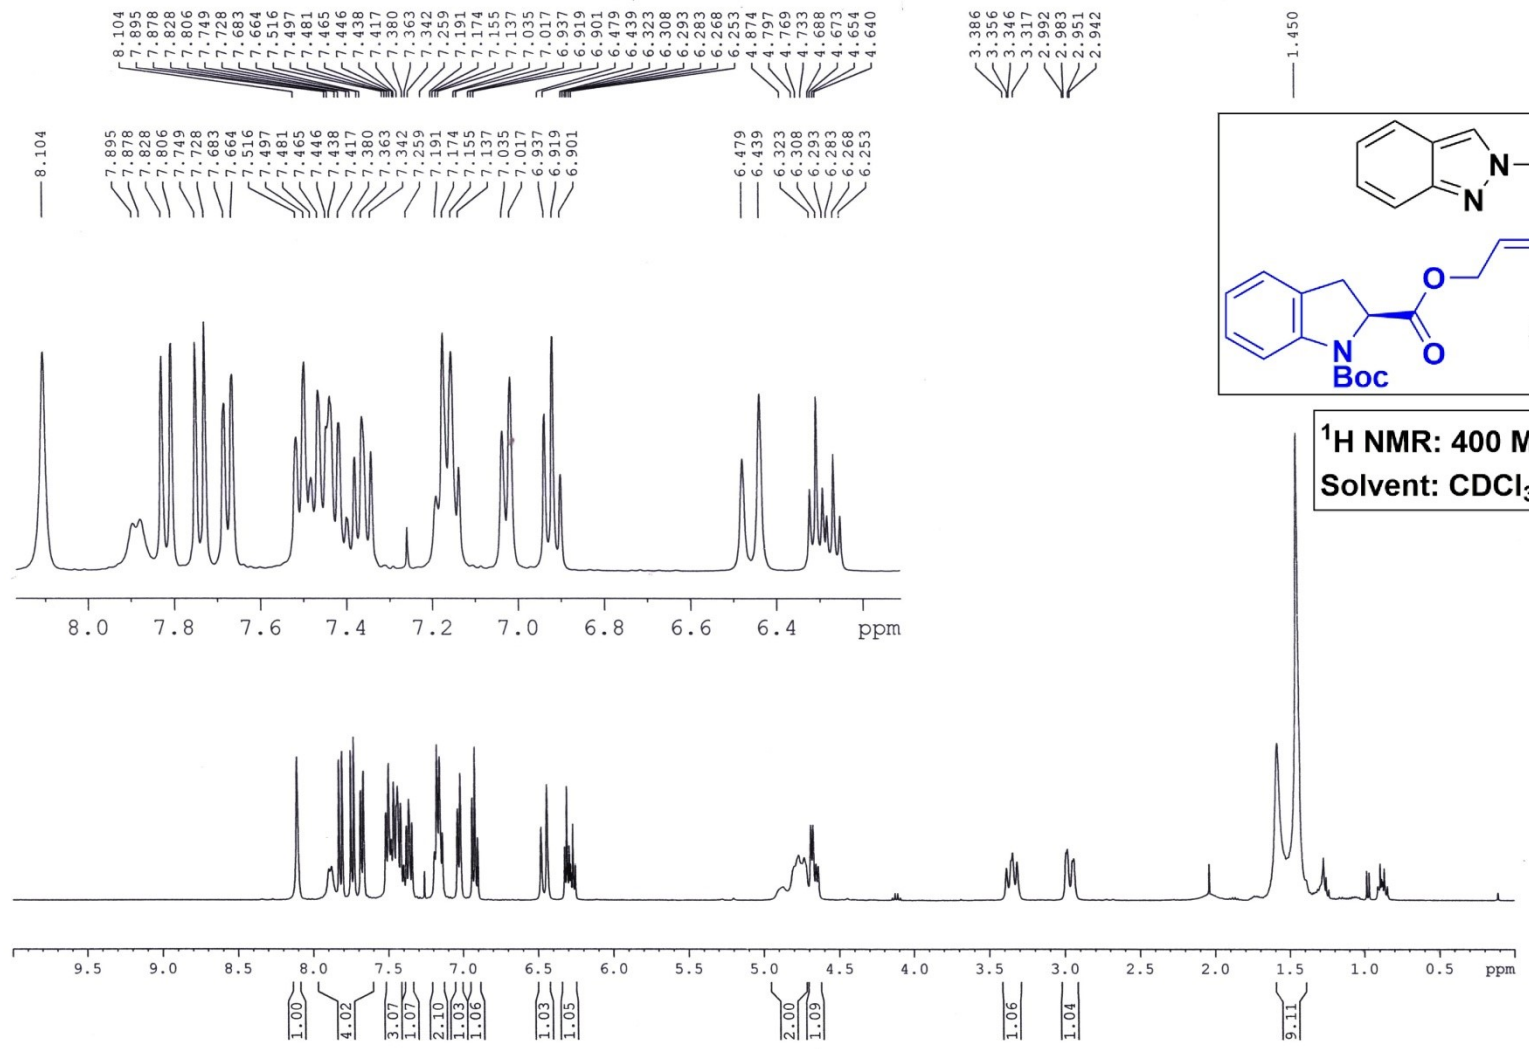 8.104 7.895 7.878 7.828 7.806 7.749 7.728 7.683 7.664 7.516 7.497 7.481 7.465 7.446 7.438 7.417 7.380 7.363 7.342 7.259 7.191 7.174 7.155 7.137 7.035 7.017 6.937 6.919 6.901 6.479 6.439 6.323 6.308 6.293 6.283 6.268 6.253 4.874 4.797 4.769 4.733 4.688 4.673 4.654 4.640 3.386 3.356 3.346 3.317 2.992 2.983 2.951 2.942 1.450
8.104 7.895 7.878 7.828 7.806 7.749 7.728 7.683 7.664 7.516 7.497 7.481 7.465 7.446 7.438 7.417 7.380 7.363 7.342 7.259 7.191 7.174 7.155 7.137 7.035 7.017 6.937 6.919 6.901 6.479 6.439 6.323 6.308 6.293 6.283 6.268 6.253
N
N
O
O
N
Boc
¹H NMR: 400 M
Solvent: CDCl₃
8.0 7.8 7.6 7.4 7.2 7.0 6.8 6.6 6.4 ppm
9.5 9.0 8.5 8.0 7.5 7.0 6.5 6.0 5.5 5.0 4.5 4.0 3.5 3.0 2.5 2.0 1.5 1.0 0.5 ppm
1.00 4.02 3.07 1.07 2.10 1.03 1.06 1.03 1.05 2.00 1.09 1.06 1.04 9.11